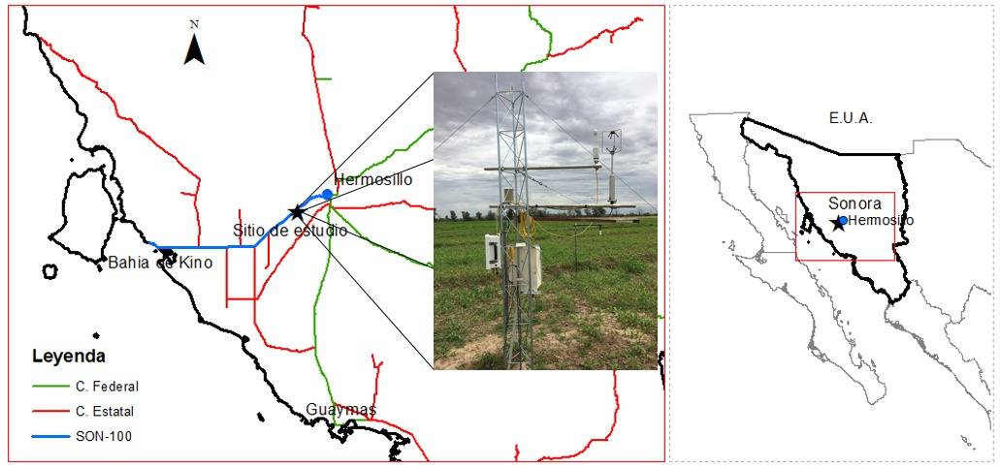 N
Hermosillo
Sitio de estudio
Bahia de Kino
Leyenda
C. Federal
C. Estatal
SON-100
Guaymas
E.U.A.
Sonora
Hermosillo